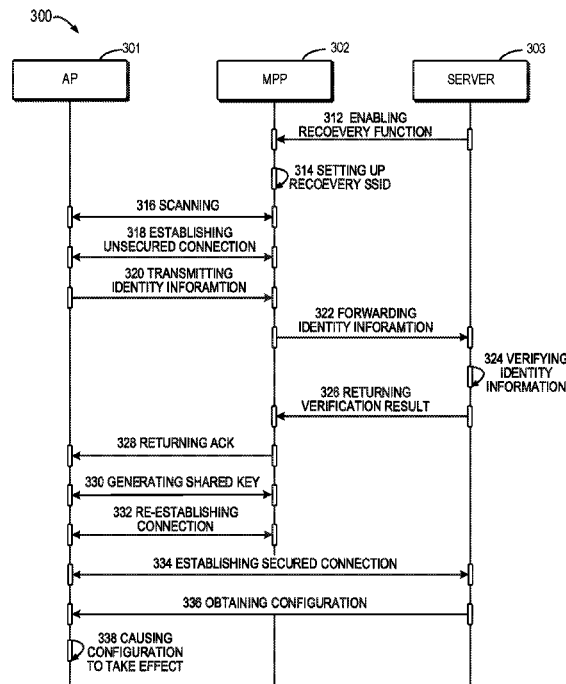 300
301
302
303
AP
MPP
SERVER
312 ENABLING
RECOEVERY FUNCTION
314 SETTING UP
RECOEVERY SSID
316 SCANNING
318 ESTABLISHING
UNSECURED CONNECTION
320 TRANSMITTING
IDENTITY INFORAMTION
322 FORWARDING
IDENTITY INFORAMTION
324 VERIFYING
IDENTITY
INFORMATION
326 RETURNING
VERIFICATION RESULT
328 RETURNING ACK
330 GENERATING SHARED KEY
332 RE-ESTABLISHING
CONNECTION
334 ESTABLISHING SECURED CONNECTION
336 OBTAINING CONFIGURATION
338 CAUSING
CONFIGURATION
TO TAKE EFFECT